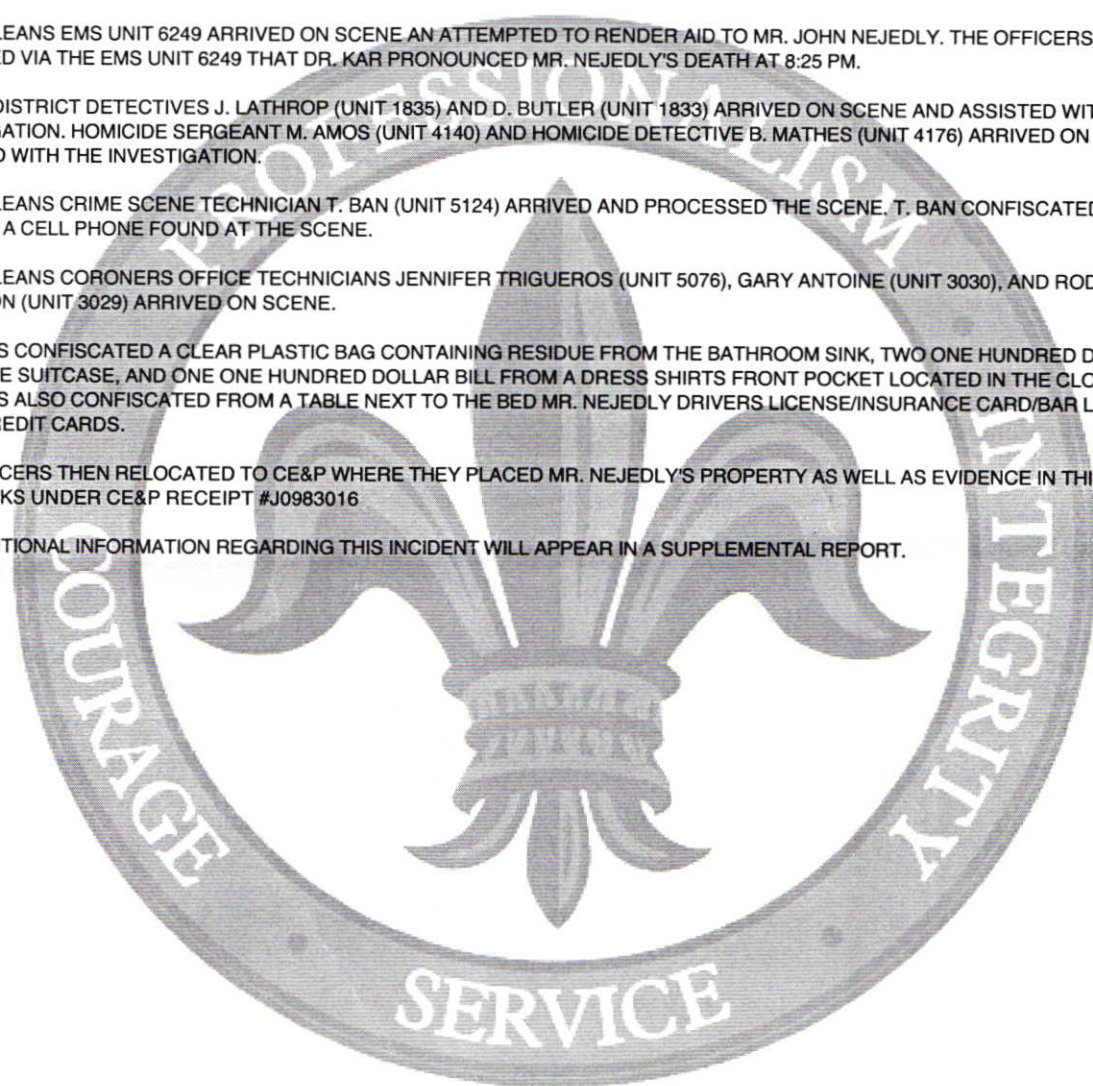 LEANS EMS UNIT 6249 ARRIVED ON SCENE AN ATTEMPTED TO RENDER AID TO MR. JOHN NEJEDLY. THE OFFICERS
ED VIA THE EMS UNIT 6249 THAT DR. KAR PRONOUNCED MR. NEJEDLY'S DEATH AT 8:25 PM.
DISTRICT DETECTIVES J. LATHROP (UNIT 1835) AND D. BUTLER (UNIT 1833) ARRIVED ON SCENE AND ASSISTED WIT
GATION. HOMICIDE SERGEANT M. AMOS (UNIT 4140) AND HOMICIDE DETECTIVE B. MATHES (UNIT 4176) ARRIVED ON
D WITH THE INVESTIGATION.
LEANS CRIME SCENE TECHNICIAN T. BAN (UNIT 5124) ARRIVED AND PROCESSED THE SCENE. T. BAN CONFISCATED
A CELL PHONE FOUND AT THE SCENE.
LEANS CORONERS OFFICE TECHNICIANS JENNIFER TRIGUEROS (UNIT 5076), GARY ANTOINE (UNIT 3030), AND ROD
ON (UNIT 3029) ARRIVED ON SCENE.
S CONFISCATED A CLEAR PLASTIC BAG CONTAINING RESIDUE FROM THE BATHROOM SINK, TWO ONE HUNDRED D
E SUITCASE, AND ONE ONE HUNDRED DOLLAR BILL FROM A DRESS SHIRTS FRONT POCKET LOCATED IN THE CLO
S ALSO CONFISCATED FROM A TABLE NEXT TO THE BED MR. NEJEDLY DRIVERS LICENSE/INSURANCE CARD/BAR L
REDIT CARDS.
ICERS THEN RELOCATED TO CE&P WHERE THEY PLACED MR. NEJEDLY'S PROPERTY AS WELL AS EVIDENCE IN THI
KS UNDER CE&P RECEIPT #J0983016
ITIONAL INFORMATION REGARDING THIS INCIDENT WILL APPEAR IN A SUPPLEMENTAL REPORT.
PROFESSIONALISM
INTEGRITY
COURAGE
SERVICE